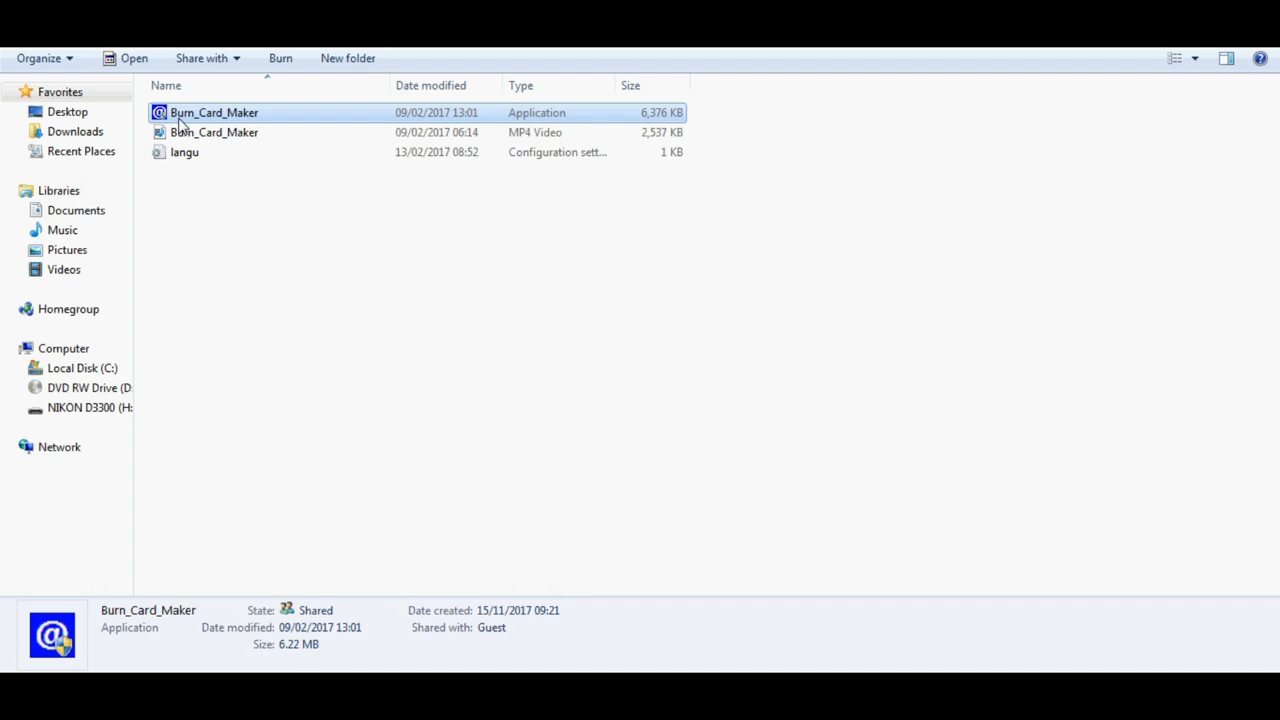 Organize Open Share with Burn New folder
Name Date modified Type Size
Favorites
Desktop
Downloads
Recent Places
Libraries
Documents
Music
Pictures
Videos
Homegroup
Computer
Local Disk (C:)
DVD RW Drive (D:
NIKON D3300 (H:
Network
Burn_Card_Maker 09/02/2017 13:01 Application 6,376 KB
Burn_Card_Maker 09/02/2017 06:14 MP4 Video 2,537 KB
langu 13/02/2017 08:52 Configuration sett... 1 KB
Burn_Card_Maker State: Shared Date created: 15/11/2017 09:21
Application Date modified: 09/02/2017 13:01 Shared with: Guest
Size: 6.22 MB